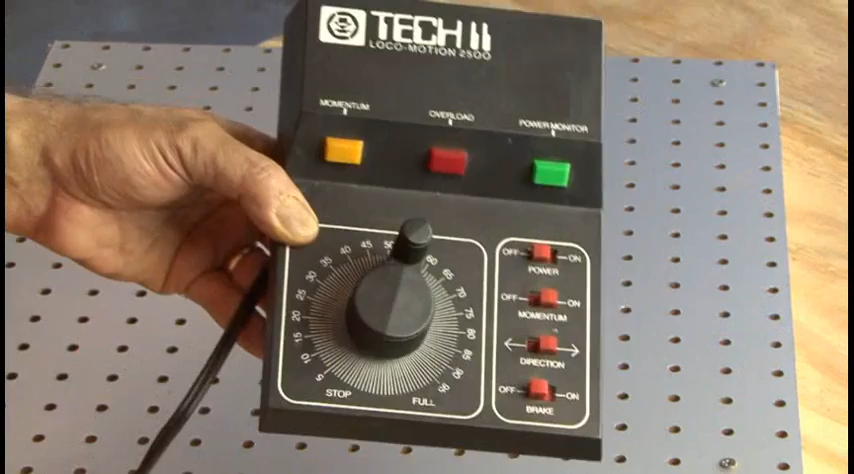 TECH II
LOCO-MOTION 2500
MOMENTUM
OVERLOAD
POWER MONITOR
5
10
15
20
25
30
35
40
45
50
60
65
70
75
80
85
90
95
STOP
FULL
OFF ON
POWER
OFF ON
MOMENTUM
DIRECTION
OFF ON
BRAKE